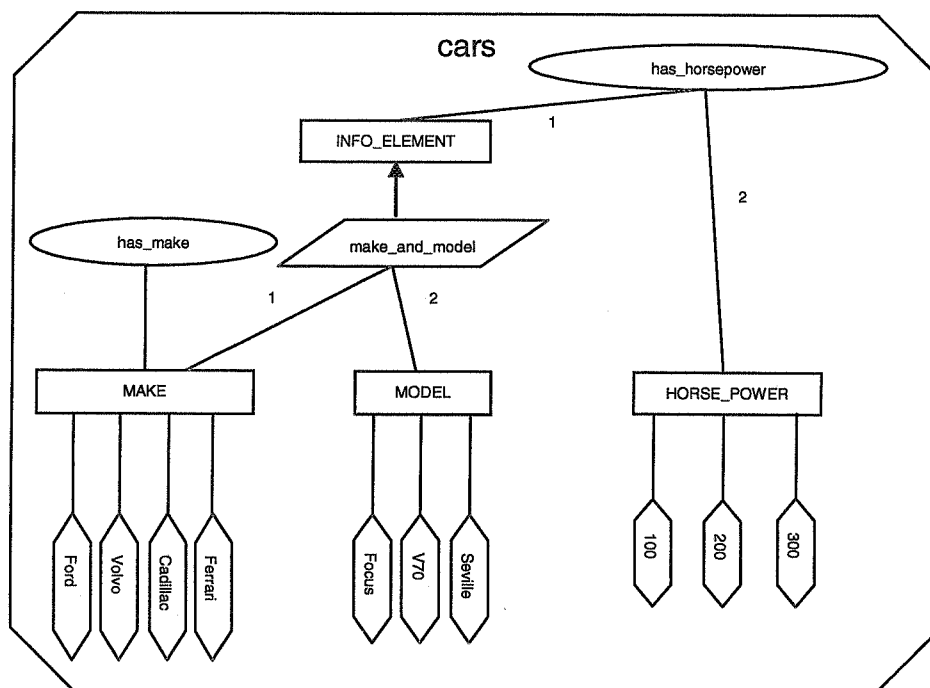 cars
has_horsepower
1
INFO_ELEMENT
2
has_make
make_and_model
1
2
MAKE
MODEL
HORSE_POWER
Ford
Volvo
Cadillac
Ferrari
Focus
V70
Seville
100
200
300